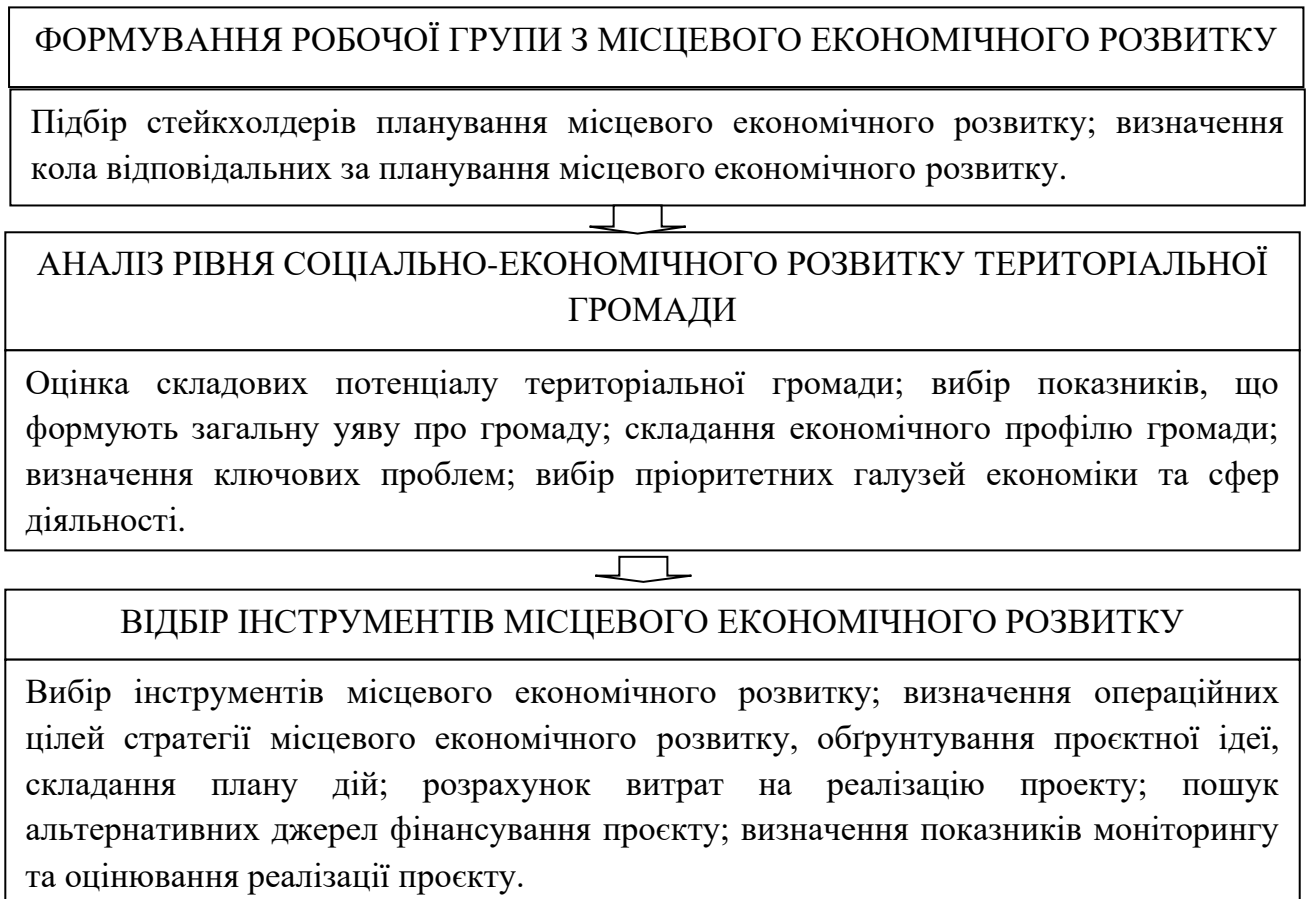 ФОРМУВАННЯ РОБОЧОЇ ГРУПИ З МІСЦЕВОГО ЕКОНОМІЧНОГО РОЗВИТКУ
Підбір стейкхолдерів планування місцевого економічного розвитку; визначення
кола відповідальних за планування місцевого економічного розвитку.
АНАЛІЗ РІВНЯ СОЦІАЛЬНО-ЕКОНОМІЧНОГО РОЗВИТКУ ТЕРИТОРІАЛЬНОЇ
ГРОМАДИ
Оцінка складових потенціалу територіальної громади; вибір показників, що
формують загальну уяву про громаду; складання економічного профілю громади;
визначення ключових проблем; вибір пріоритетних галузей економіки та сфер
діяльності.
ВІДБІР ІНСТРУМЕНТІВ МІСЦЕВОГО ЕКОНОМІЧНОГО РОЗВИТКУ
Вибір інструментів місцевого економічного розвитку; визначення операційних
цілей стратегії місцевого економічного розвитку, обґрунтування проєктної ідеї,
складання плану дій; розрахунок витрат на реалізацію проекту; пошук
альтернативних джерел фінансування проєкту; визначення показників моніторингу
та оцінювання реалізації проєкту.